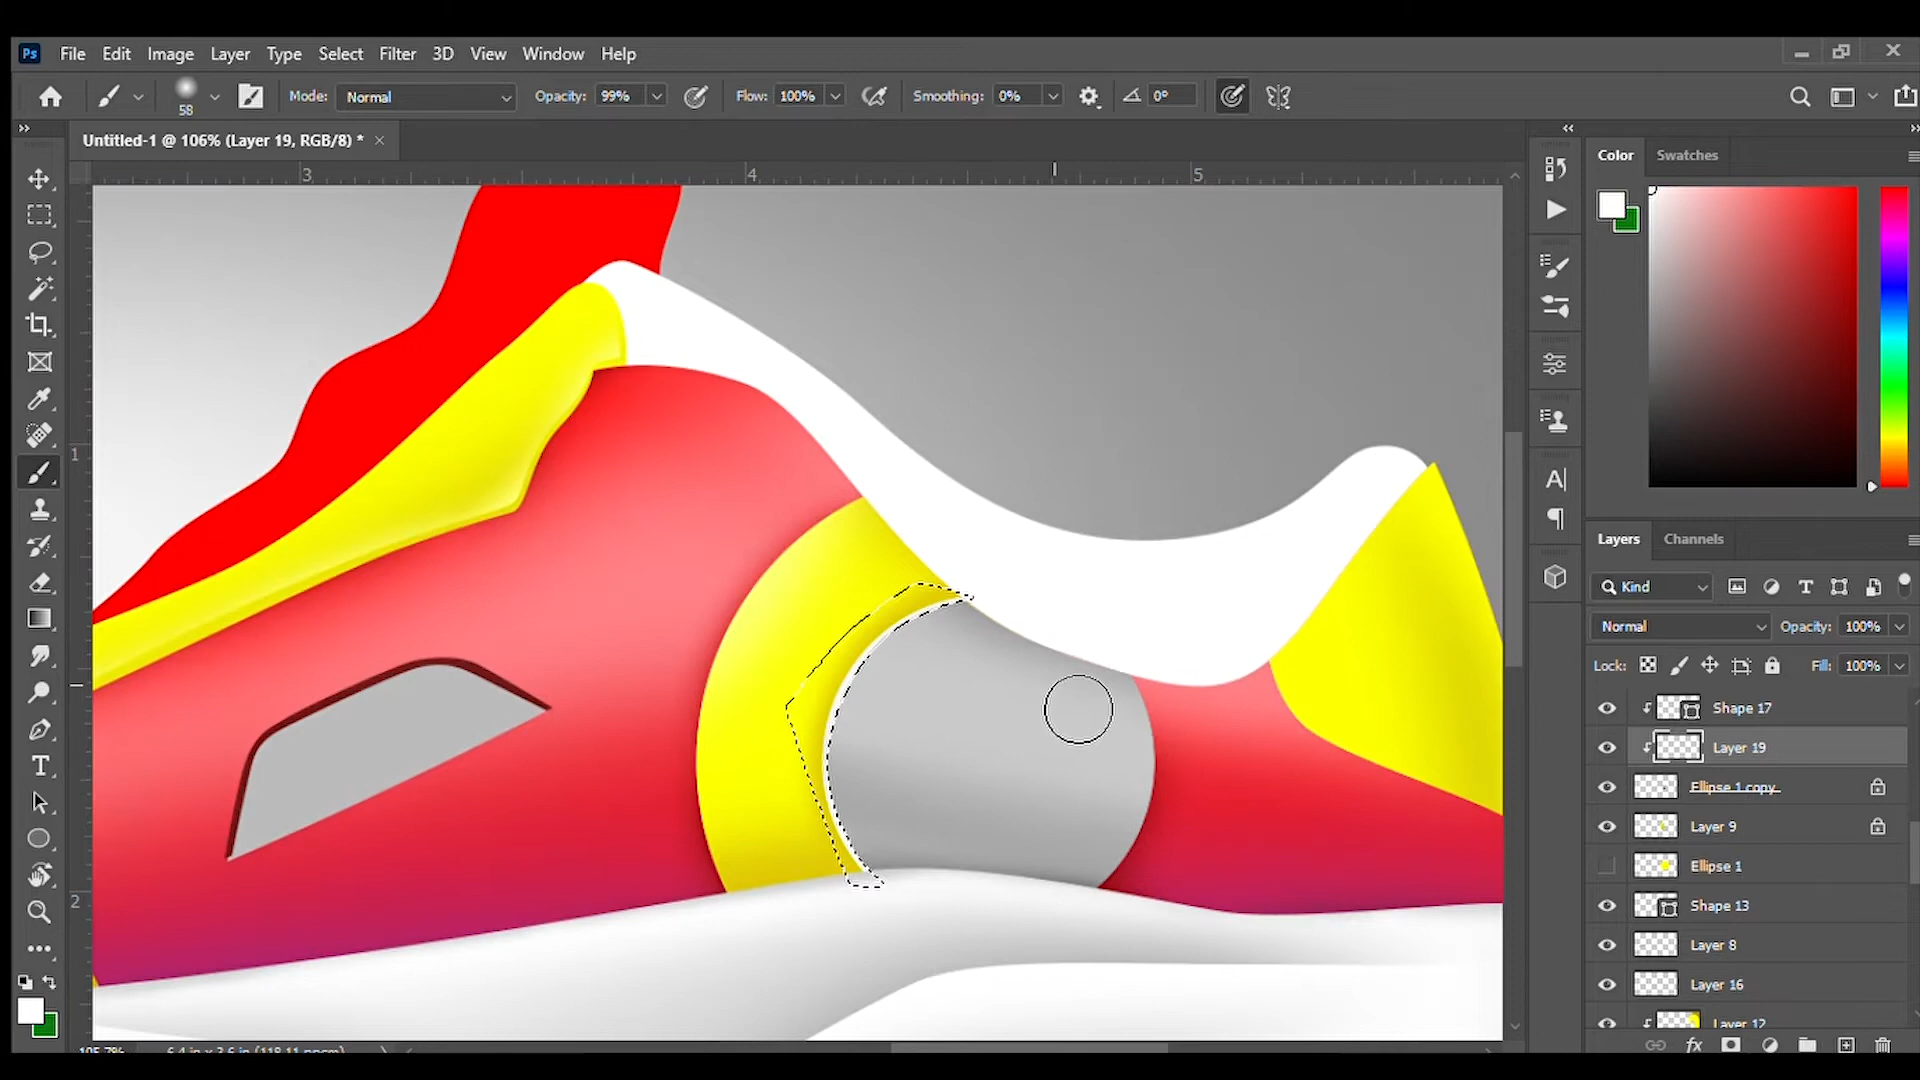 Ps File Edit Image Layer Type Select Filter 3D View Window Help
58 Mode: Normal Opacity: 99% Flow: 100% Smoothing: 0% 0°
Untitled-1 @ 106% (Layer 19, RGB/8) * ×
3 4 5
1
2
Color Swatches
Layers Channels
Kind
Normal Opacity: 100%
Lock: Fill: 100%
Shape 17
Layer 19
Ellipse 1 copy
Layer 9
Ellipse 1
Shape 13
Layer 8
Layer 16
Layer 12
fx